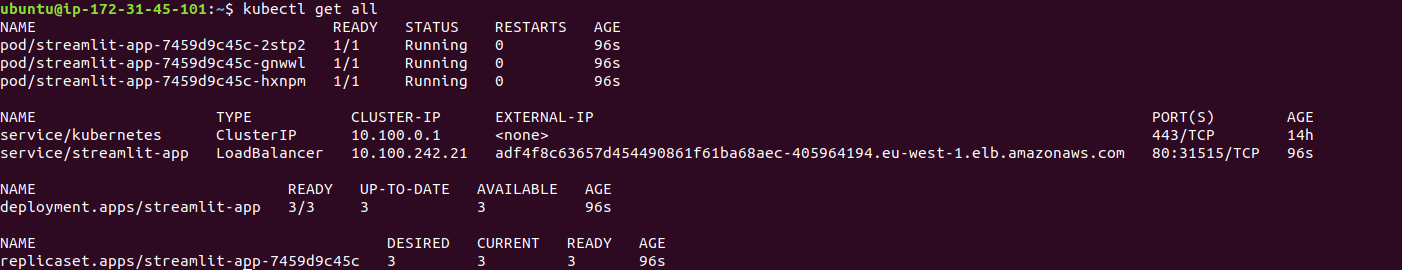 ubuntu@ip-172-31-45-101:~$ kubectl get all
NAME READY STATUS RESTARTS AGE
pod/streamlit-app-7459d9c45c-2stp2 1/1 Running 0 96s
pod/streamlit-app-7459d9c45c-gnwwl 1/1 Running 0 96s
pod/streamlit-app-7459d9c45c-hxnpm 1/1 Running 0 96s
NAME TYPE CLUSTER-IP EXTERNAL-IP PORT(S) AGE
service/kubernetes ClusterIP 10.100.0.1 <none> 443/TCP 14h
service/streamlit-app LoadBalancer 10.100.242.21 adf4f8c63657d454490861f61ba68aec-405964194.eu-west-1.elb.amazonaws.com 80:31515/TCP 96s
NAME READY UP-TO-DATE AVAILABLE AGE
deployment.apps/streamlit-app 3/3 3 3 96s
NAME DESIRED CURRENT READY AGE
replicaset.apps/streamlit-app-7459d9c45c 3 3 3 96s